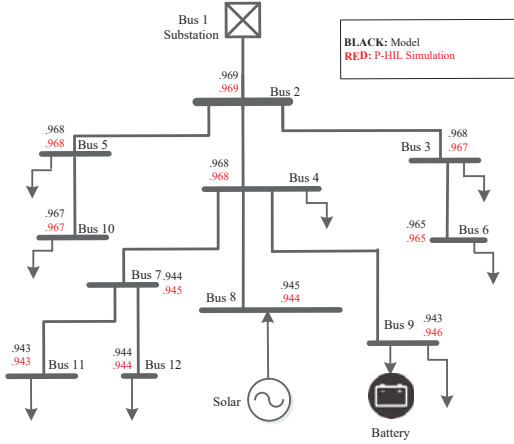 Bus 1
Substation
BLACK: Model
RED: P-HIL Simulation
.969
.969
Bus 2
.968
.968
Bus 5
.968
.968
Bus 4
.968
.967
Bus 3
.967
.967
Bus 10
.965
.965
Bus 6
Bus 7
.944
.945
Bus 8
.945
.944
Bus 9
.943
.946
.943
.943
Bus 11
.944
.944
Bus 12
Solar
Battery